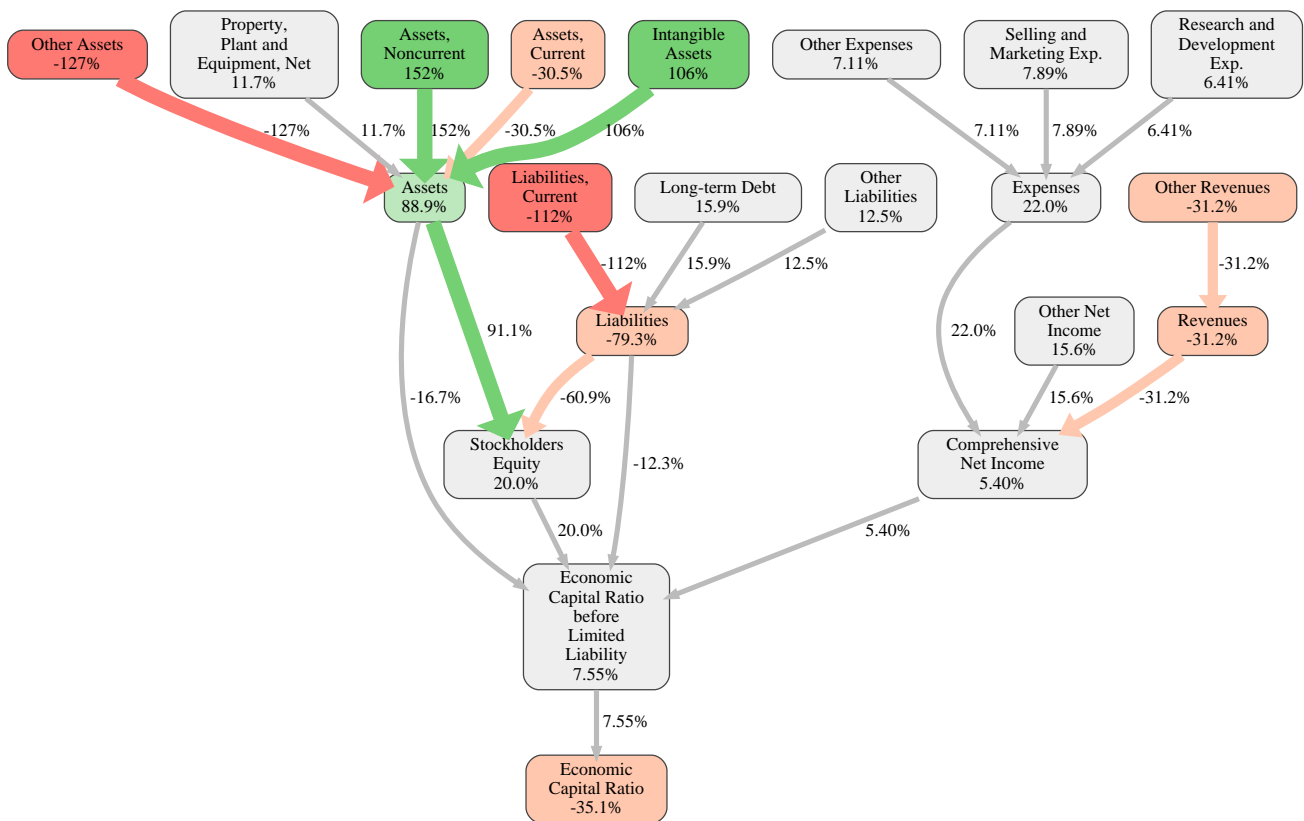 Other Assets
-127%
Property,
Plant and
Equipment, Net
11.7%
Assets,
Noncurrent
152%
Assets,
Current
-30.5%
Intangible
Assets
106%
Other Expenses
7.11%
Selling and
Marketing Exp.
7.89%
Research and
Development
Exp.
6.41%
-127%
11.7%
152%
-30.5%
106%
7.11%
7.89%
6.41%
Assets
88.9%
Liabilities,
Current
-112%
Long-term Debt
15.9%
Other
Liabilities
12.5%
Expenses
22.0%
Other Revenues
-31.2%
-112%
15.9%
12.5%
-31.2%
91.1%
Liabilities
-79.3%
22.0%
Other Net
Income
15.6%
Revenues
-31.2%
-16.7%
-60.9%
15.6%
-31.2%
Stockholders
Equity
20.0%
-12.3%
Comprehensive
Net Income
5.40%
20.0%
5.40%
Economic
Capital Ratio
before
Limited
Liability
7.55%
7.55%
Economic
Capital Ratio
-35.1%